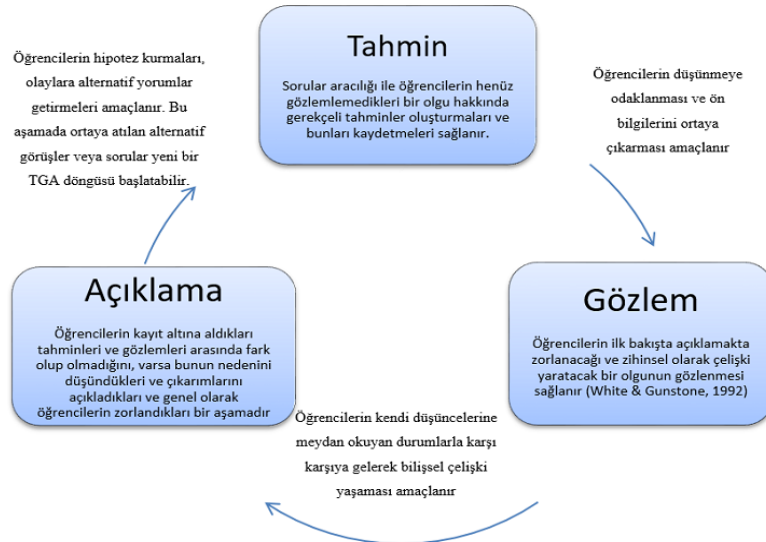 Tahmin
Sorular aracılığı ile öğrencilerin henüz
gözlemlemedikleri bir olgu hakkında
gerekçeli tahminler oluşturmaları ve
bunları kaydetmeleri sağlanır.
Öğrencilerin düşünmeye
odaklanması ve ön
bilgilerini ortaya
çıkarması amaçlanır
Gözlem
Öğrencilerin ilk bakışta açıklamakta
zorlanacağı ve zihinsel olarak çelişki
yaratacak bir olgunun gözlenmesi
sağlanır (White & Gunstone, 1992)
Öğrencilerin kendi düşüncelerine
meydan okuyan durumlarla karşı
karşıya gelerek bilişsel çelişki
yaşaması amaçlanır
Açıklama
Öğrencilerin kayıt altına aldıkları
tahminleri ve gözlemleri arasında fark
olup olmadığını, varsa bunun nedenini
düşündükleri ve çıkarımlarını
açıkladıkları ve genel olarak
öğrencilerin zorlandıkları bir aşamadır
Öğrencilerin hipotez kurmaları,
olaylara alternatif yorumlar
getirmeleri amaçlanır. Bu
aşamada ortaya atılan alternatif
görüşler veya sorular yeni bir
TGA döngüsü başlatabilir.